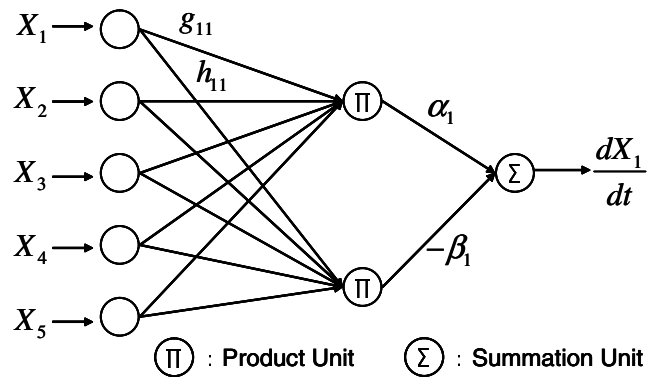 X₁
g₁₁
h₁₁
X₂
Π
α₁
X₃
Σ
dX₁
dt
X₄
−β₁
Π
X₅
Π : Product Unit
Σ : Summation Unit